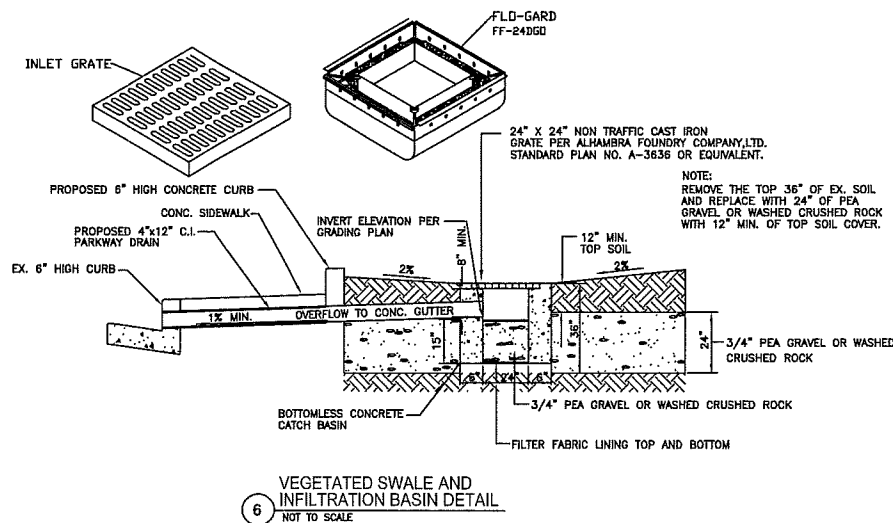 FLO-GARD
FF-24DGO
INLET GRATE
24" X 24" NON TRAFFIC CAST IRON
GRATE PER ALHAMBRA FOUNDRY COMPANY,LTD.
STANDARD PLAN NO. A-3636 OR EQUIVALENT.
NOTE:
REMOVE THE TOP 36" OF EX. SOIL
AND REPLACE WITH 24" OF PEA
GRAVEL OR WASHED CRUSHED ROCK
WITH 12" MIN. OF TOP SOIL COVER.
PROPOSED 6" HIGH CONCRETE CURB
CONC. SIDEWALK
PROPOSED 4"x12" C.I.
PARKWAY DRAIN
EX. 6" HIGH CURB
INVERT ELEVATION PER
GRADING PLAN
8" MIN.
12" MIN.
TOP SOIL
2%
2%
1% MIN.
OVERFLOW TO CONC. GUTTER
15"
36"
24"
3/4" PEA GRAVEL OR WASHED
CRUSHED ROCK
6"
24"
6"
3/4" PEA GRAVEL OR WASHED CRUSHED ROCK
BOTTOMLESS CONCRETE
CATCH BASIN
FILTER FABRIC LINING TOP AND BOTTOM
6
VEGETATED SWALE AND
INFILTRATION BASIN DETAIL
NOT TO SCALE